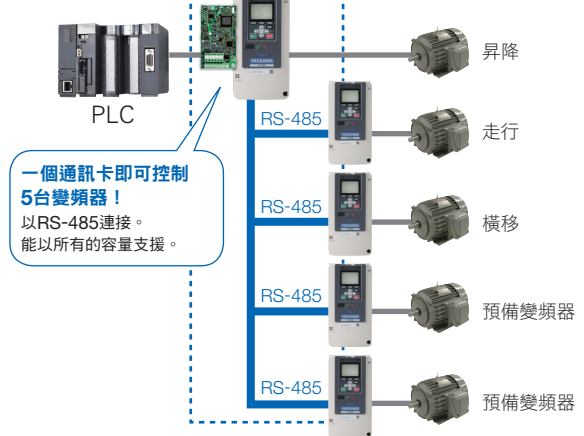 YASKAWA
昇降
PLC
RS-485
走行
一個通訊卡即可控制
5台變頻器！
以RS-485連接。
能以所有的容量支援。
RS-485
橫移
RS-485
預備變頻器
RS-485
預備變頻器